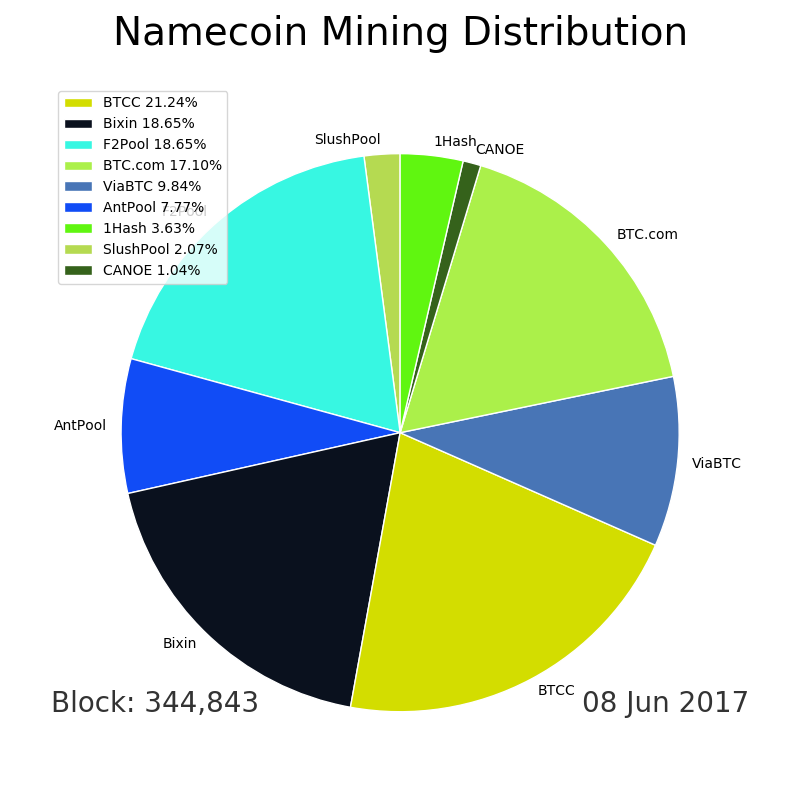 Namecoin Mining Distribution
BTCC 21.24%
Bixin 18.65%
F2Pool 18.65%
BTC.com 17.10%
ViaBTC 9.84%
AntPool 7.77%
1Hash 3.63%
SlushPool 2.07%
CANOE 1.04%
SlushPool
1Hash
CANOE
F2Pool
BTC.com
AntPool
ViaBTC
Bixin
BTCC
Block: 344,843
08 Jun 2017